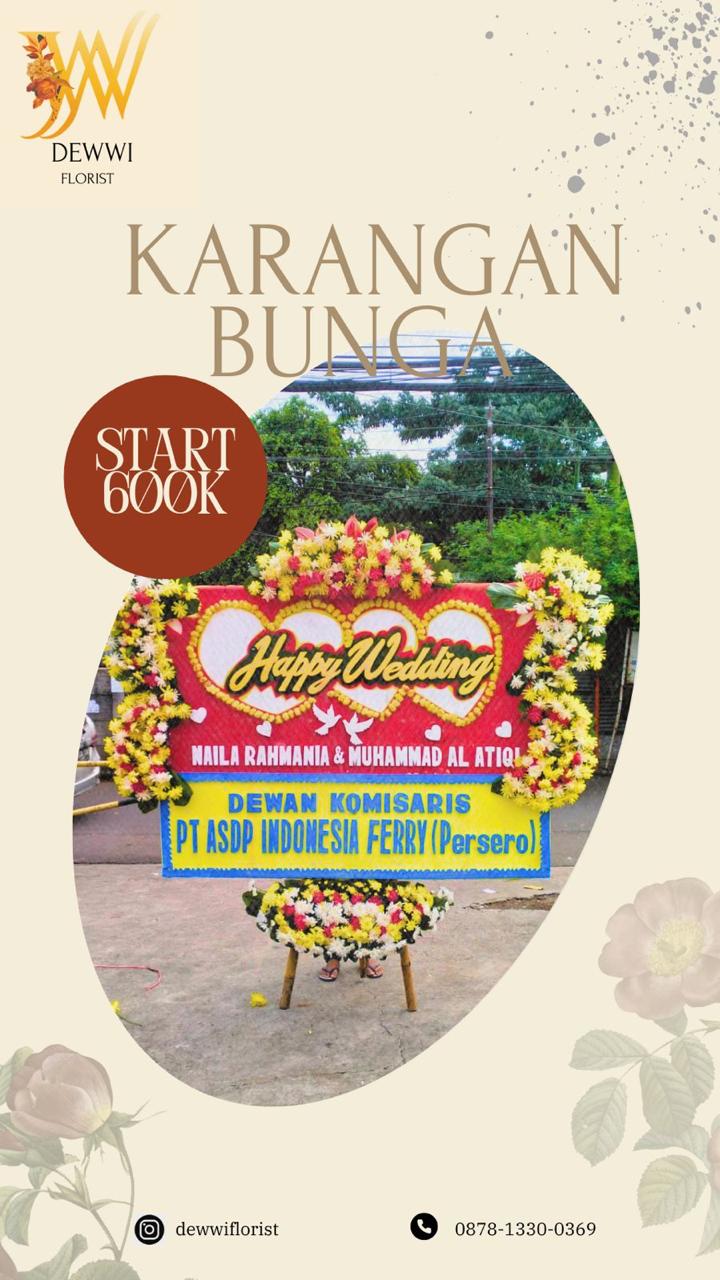 DEWWI
FLORIST
KARANGAN
BUNGA
START
600K
Happy Wedding
NAILA RAHMANIA & MUHAMMAD AL ATIQI
DEWAN KOMISARIS
PT ASDP INDONESIA FERRY (Persero)
dewwiflorist
0878-1330-0369